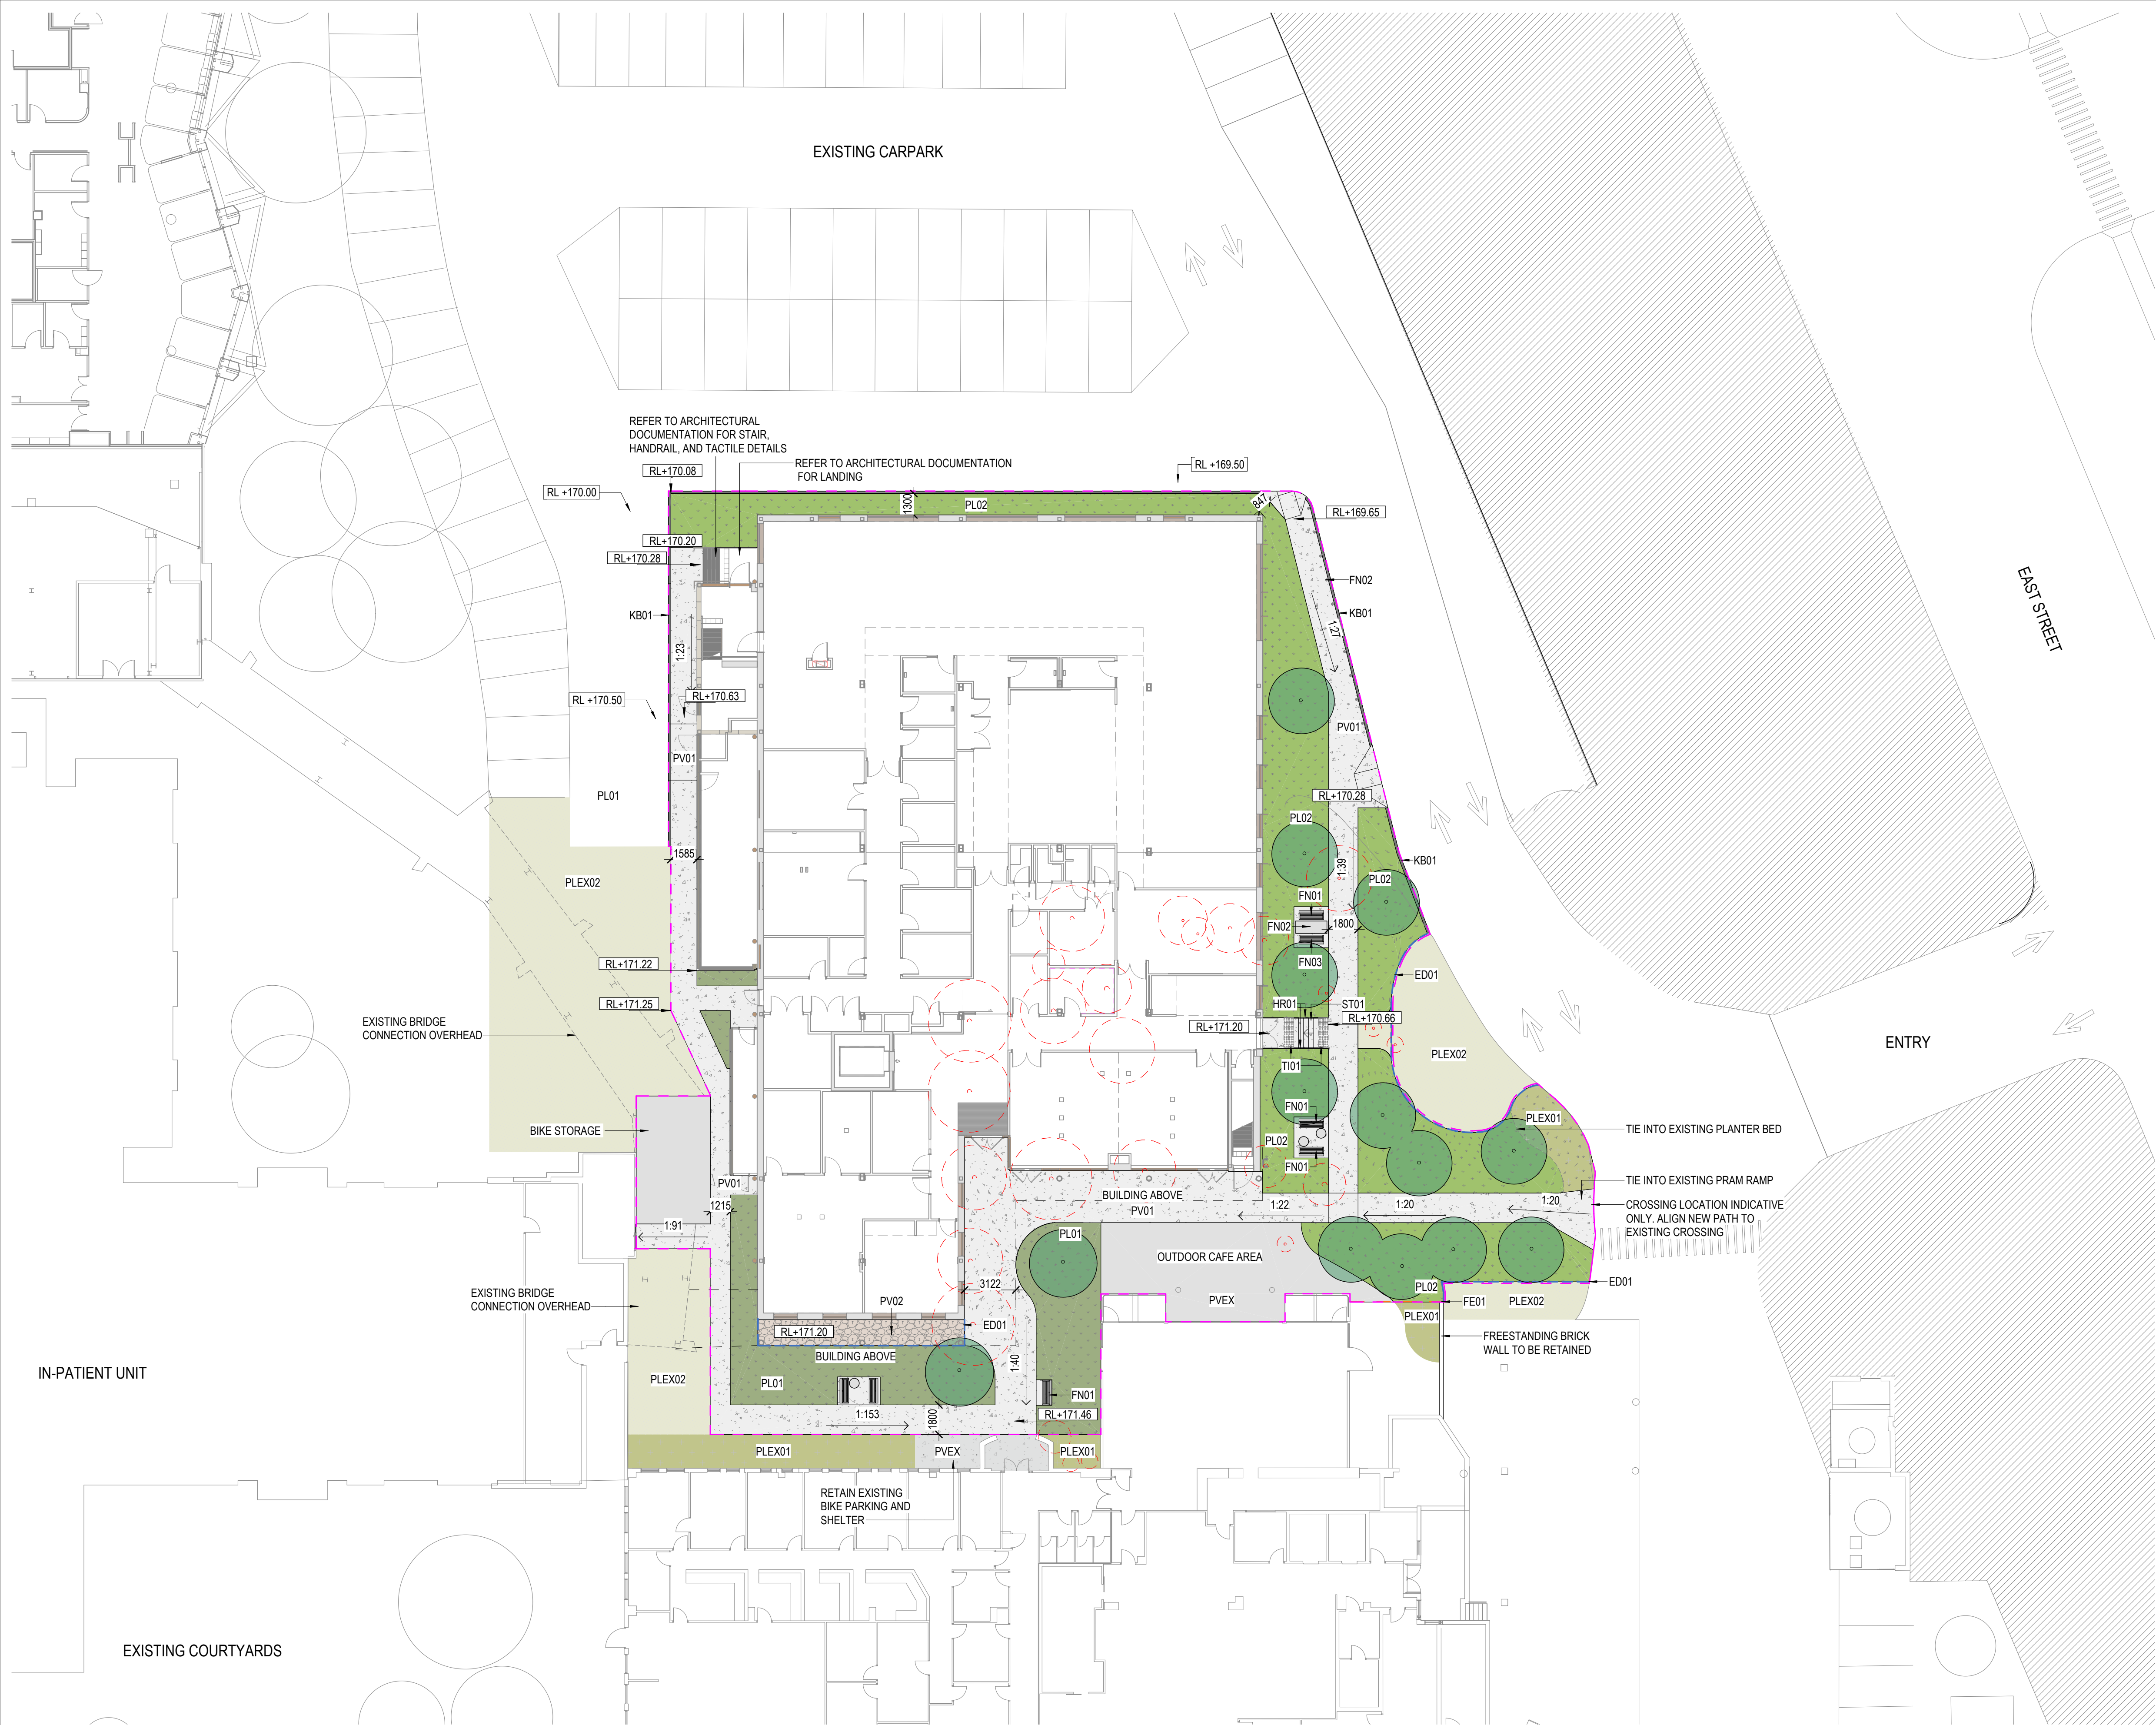 EXISTING CARPARK
REFER TO ARCHITECTURAL
DOCUMENTATION FOR STAIR,
HANDRAIL, AND TACTILE DETAILS
REFER TO ARCHITECTURAL DOCUMENTATION
FOR LANDING
RL+170.08
RL +169.50
RL +170.00
1300
PL02
847
RL+169.65
RL+170.20
RL+170.28
EAST STREET
FN02
KB01
KB01
1:27
1:23
RL+170.63
RL +170.50
PV01
PV01
PL01
RL+170.28
PL02
1585
KB01
1:39
PLEX02
PL02
FN01
FN02
1800
FN03
RL+171.22
ED01
RL+171.25
HR01
ST01
RL+170.66
RL+171.20
EXISTING BRIDGE
CONNECTION OVERHEAD
ENTRY
PLEX02
TI01
FN01
PLEX01
BIKE STORAGE
TIE INTO EXISTING PLANTER BED
PL02
FN01
TIE INTO EXISTING PRAM RAMP
PV01
1215
BUILDING ABOVE
PV01
1:22
1:20
1:20
CROSSING LOCATION INDICATIVE
ONLY. ALIGN NEW PATH TO
EXISTING CROSSING
1:91
PL01
OUTDOOR CAFE AREA
3122
ED01
PL02
EXISTING BRIDGE
CONNECTION OVERHEAD
PV02
PVEX
FE01
PLEX02
PLEX01
ED01
RL+171.20
FREESTANDING BRICK
WALL TO BE RETAINED
BUILDING ABOVE
1:40
IN-PATIENT UNIT
PLEX02
PL01
FN01
1:153
1800
RL+171.46
PLEX01
PVEX
PLEX01
RETAIN EXISTING
BIKE PARKING AND
SHELTER
EXISTING COURTYARDS